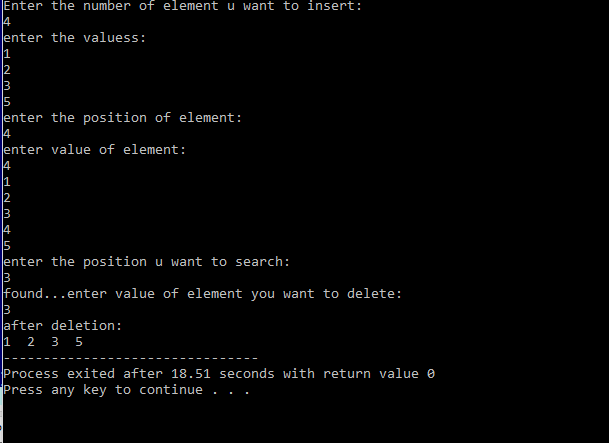 Enter the number of element u want to insert:
4
enter the valuess:
1
2
3
5
enter the position of element:
4
enter value of element:
4
1
2
3
4
5
enter the position u want to search:
3
found...enter value of element you want to delete:
3
after deletion:
1  2  3  5
--------------------------------
Process exited after 18.51 seconds with return value 0
Press any key to continue . . .